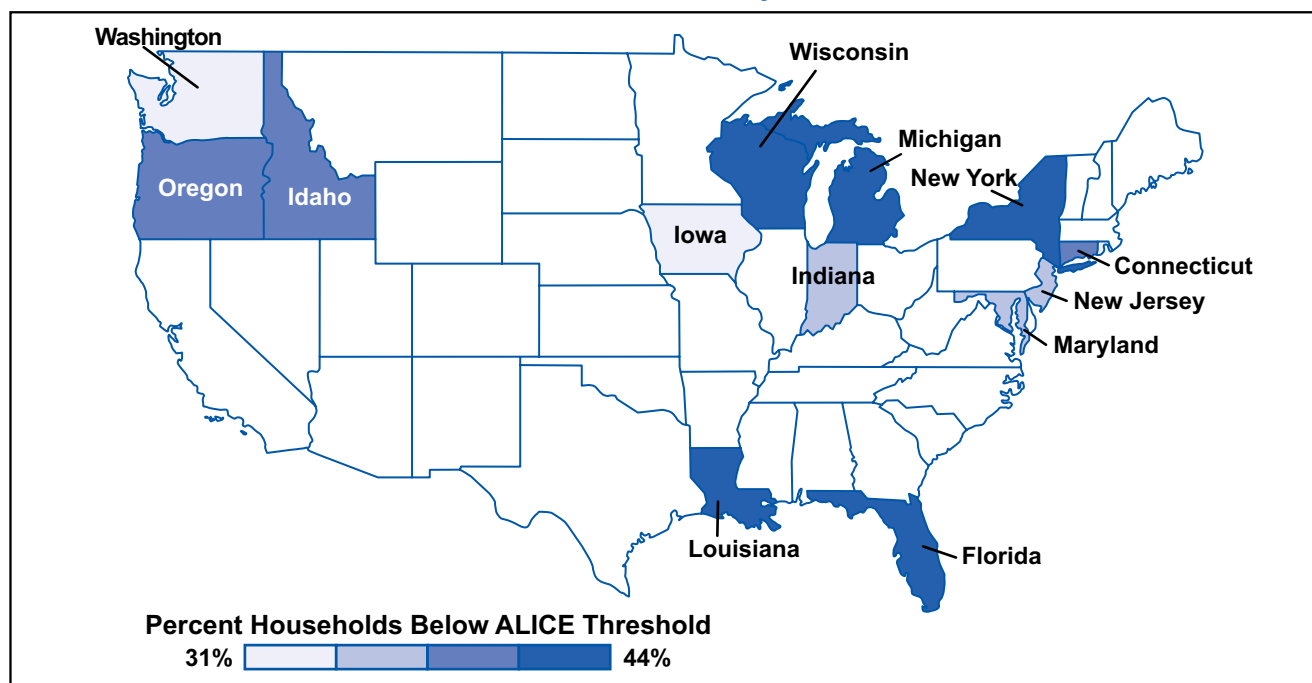 Washington
Wisconsin
Michigan
New York
Oregon
Idaho
Iowa
Indiana
Connecticut
New Jersey
Maryland
Louisiana
Florida
Percent Households Below ALICE Threshold
31% 44%